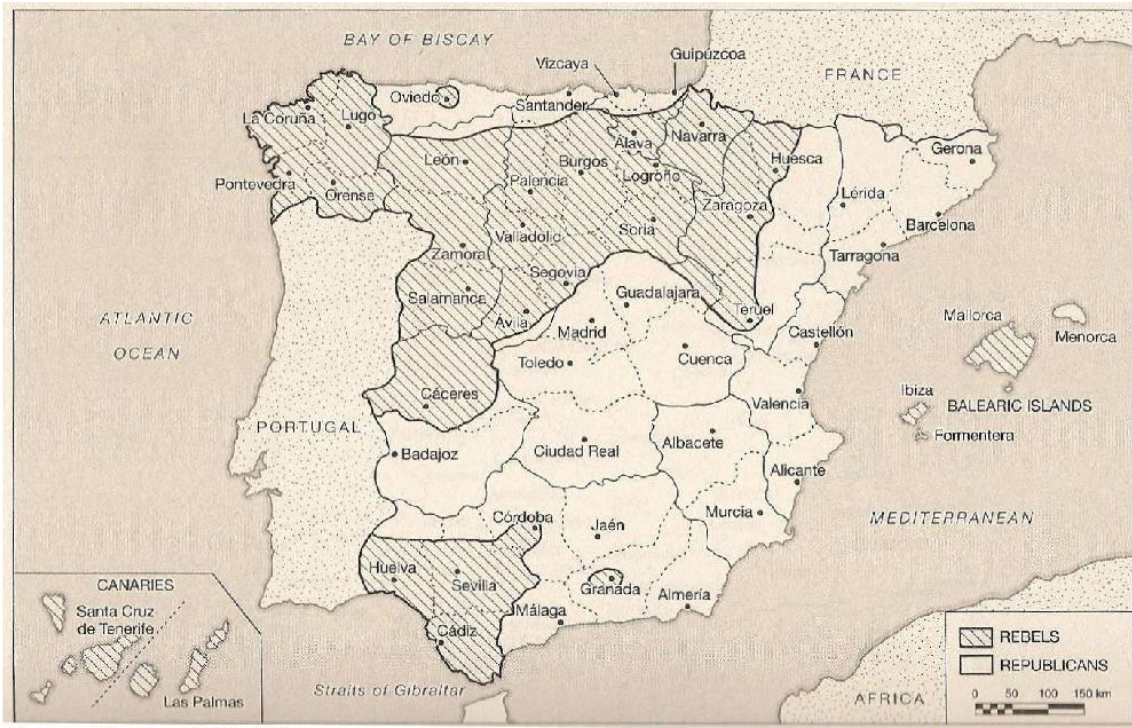 BAY OF BISCAY
Vizcaya
Guipúzcoa
FRANCE
Oviedo
Santander
La Coruña
Lugo
Álava
Navarra
León
Burgos
Huesca
Gerona
Palencia
Logroño
Pontevedra
Orense
Lérida
Zaragoza
Barcelona
Valladolid
Soria
Zamora
Tarragona
Segovia
Salamanca
Guadalajara
Ávila
Teruel
ATLANTIC
OCEAN
Madrid
Castellón
Mallorca
Menorca
Toledo
Cuenca
Cáceres
Valencia
Ibiza
BALEARIC ISLANDS
PORTUGAL
Formentera
Badajoz
Ciudad Real
Albacete
Alicante
Córdoba
Jaén
Murcia
MEDITERRANEAN
Huelva
Sevilla
Granada
Almería
Málaga
Cádiz
CANARIES
Santa Cruz
de Tenerife
Las Palmas
Straits of Gibraltar
AFRICA
REBELS
REPUBLICANS
0 50 100 150 km